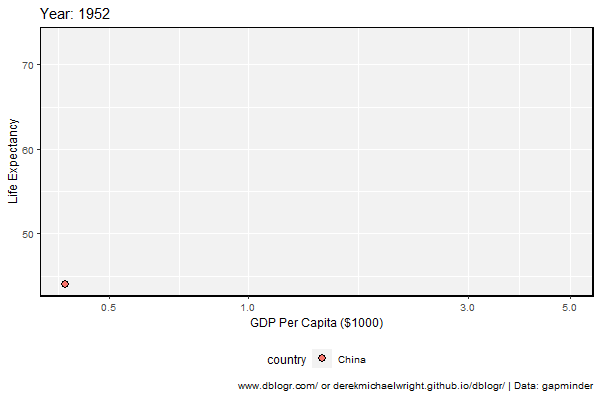 Year: 1952
Life Expectancy
70
60
50
0.5 1.0 3.0 5.0
GDP Per Capita ($1000)
country China
www.dblogr.com/ or derekmichaelwright.github.io/dblogr/ | Data: gapminder